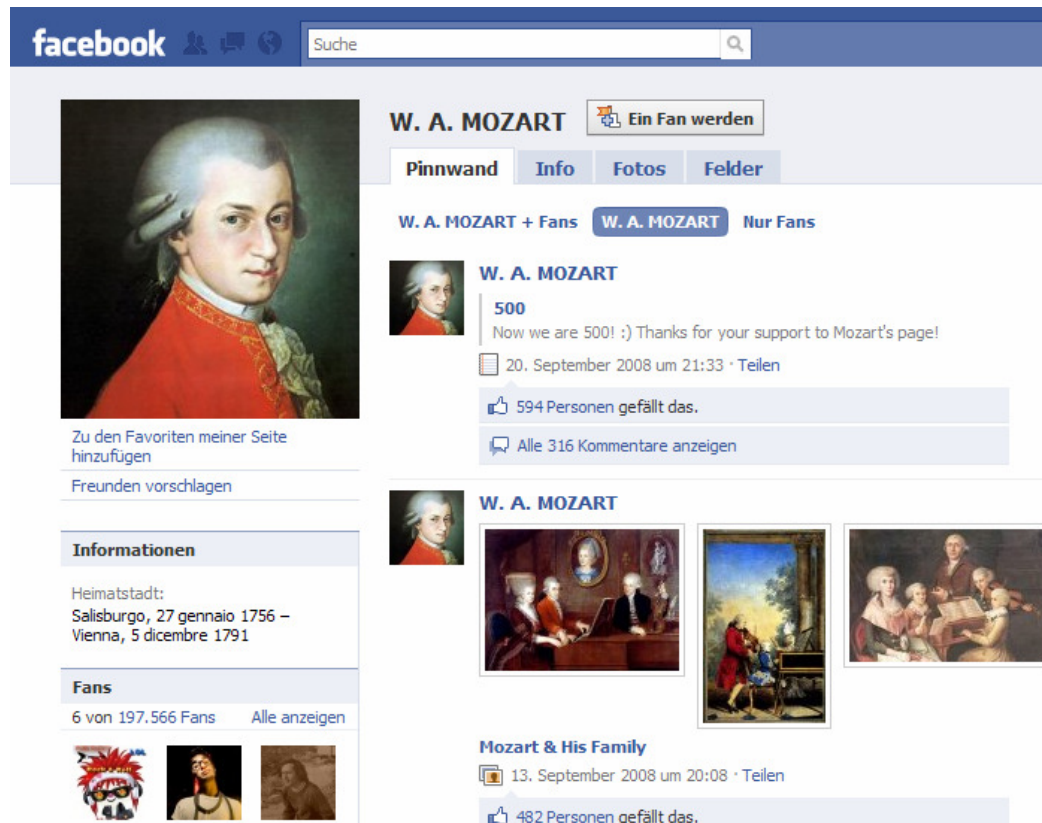 facebook
Suche
W. A. MOZART
Ein Fan werden
Pinnwand Info Fotos Felder
W. A. MOZART + Fans W. A. MOZART Nur Fans
W. A. MOZART
500
Now we are 500! :) Thanks for your support to Mozart's page!
20. September 2008 um 21:33 · Teilen
594 Personen gefällt das.
Alle 316 Kommentare anzeigen
Zu den Favoriten meiner Seite
hinzufügen
Freunden vorschlagen
Informationen
Heimatstadt:
Salisburgo, 27 gennaio 1756 –
Vienna, 5 dicembre 1791
Fans
6 von 197.566 Fans Alle anzeigen
W. A. MOZART
Mozart & His Family
13. September 2008 um 20:08 · Teilen
482 Personen gefällt das.